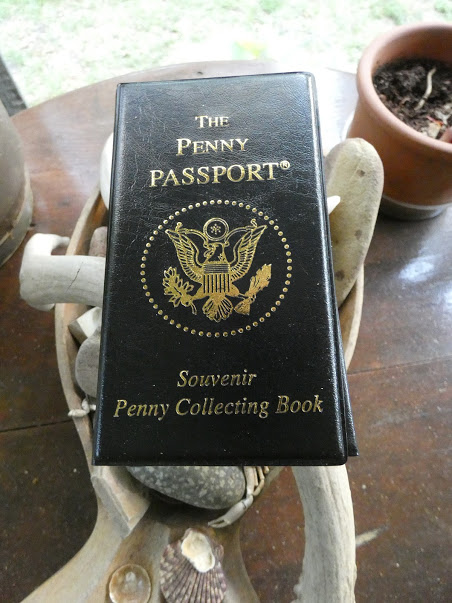 THE
PENNY
PASSPORT®
Souvenir
Penny Collecting Book